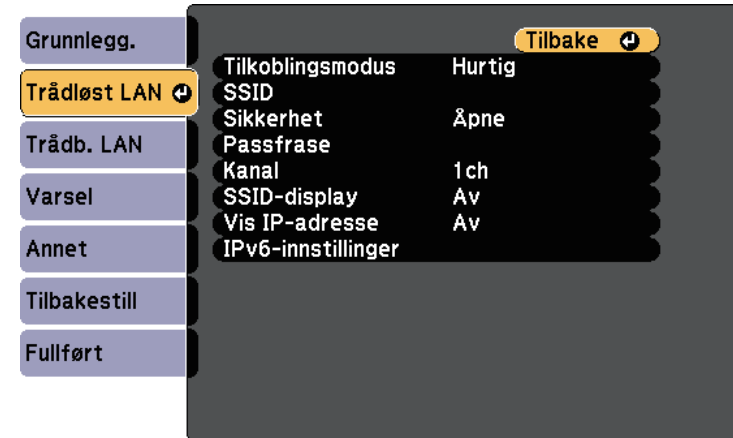 Grunnlegg.
Trådløst LAN
Trådb. LAN
Varsel
Annet
Tilbakestill
Fullført
Tilbake
Tilkoblingsmodus Hurtig
SSID
Sikkerhet Åpne
Passfrase
Kanal 1ch
SSID-display Av
Vis IP-adresse Av
IPv6-innstillinger